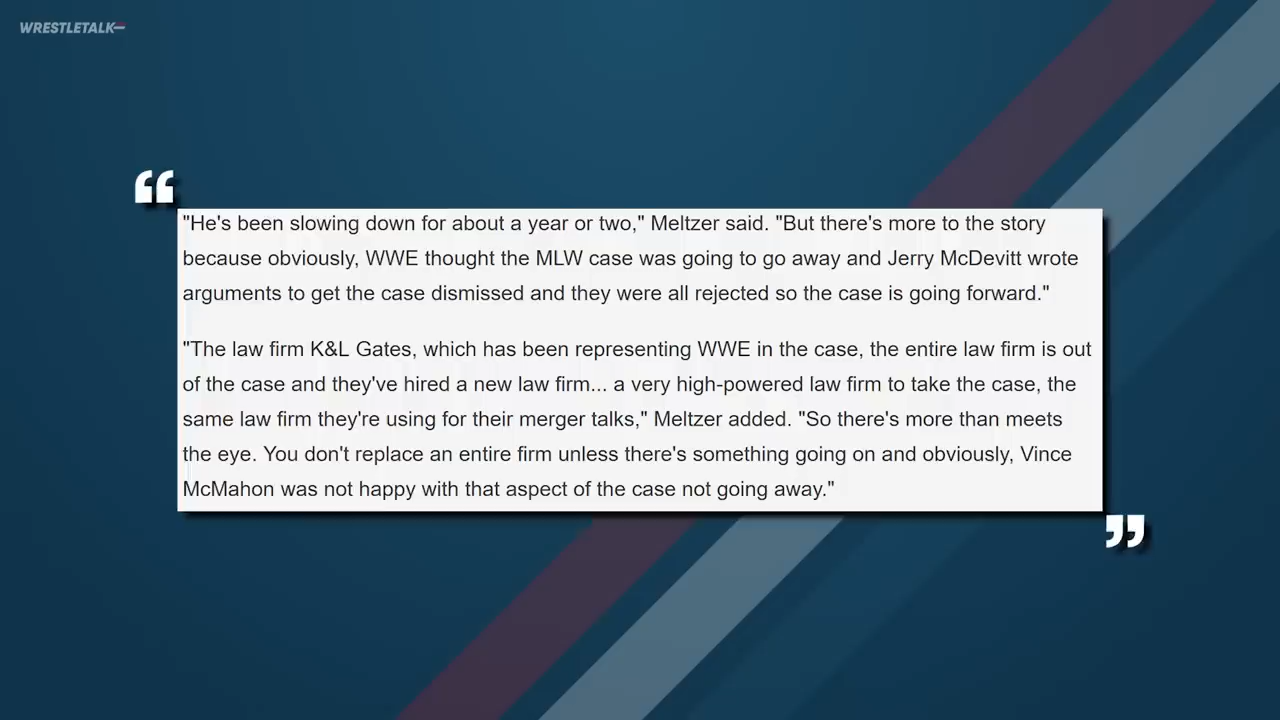 WRESTLETALK
“
"He's been slowing down for about a year or two," Meltzer said. "But there's more to the story
because obviously, WWE thought the MLW case was going to go away and Jerry McDevitt wrote
arguments to get the case dismissed and they were all rejected so the case is going forward."
"The law firm K&L Gates, which has been representing WWE in the case, the entire law firm is out
of the case and they've hired a new law firm... a very high-powered law firm to take the case, the
same law firm they're using for their merger talks," Meltzer added. "So there's more than meets
the eye. You don't replace an entire firm unless there's something going on and obviously, Vince
McMahon was not happy with that aspect of the case not going away."
”